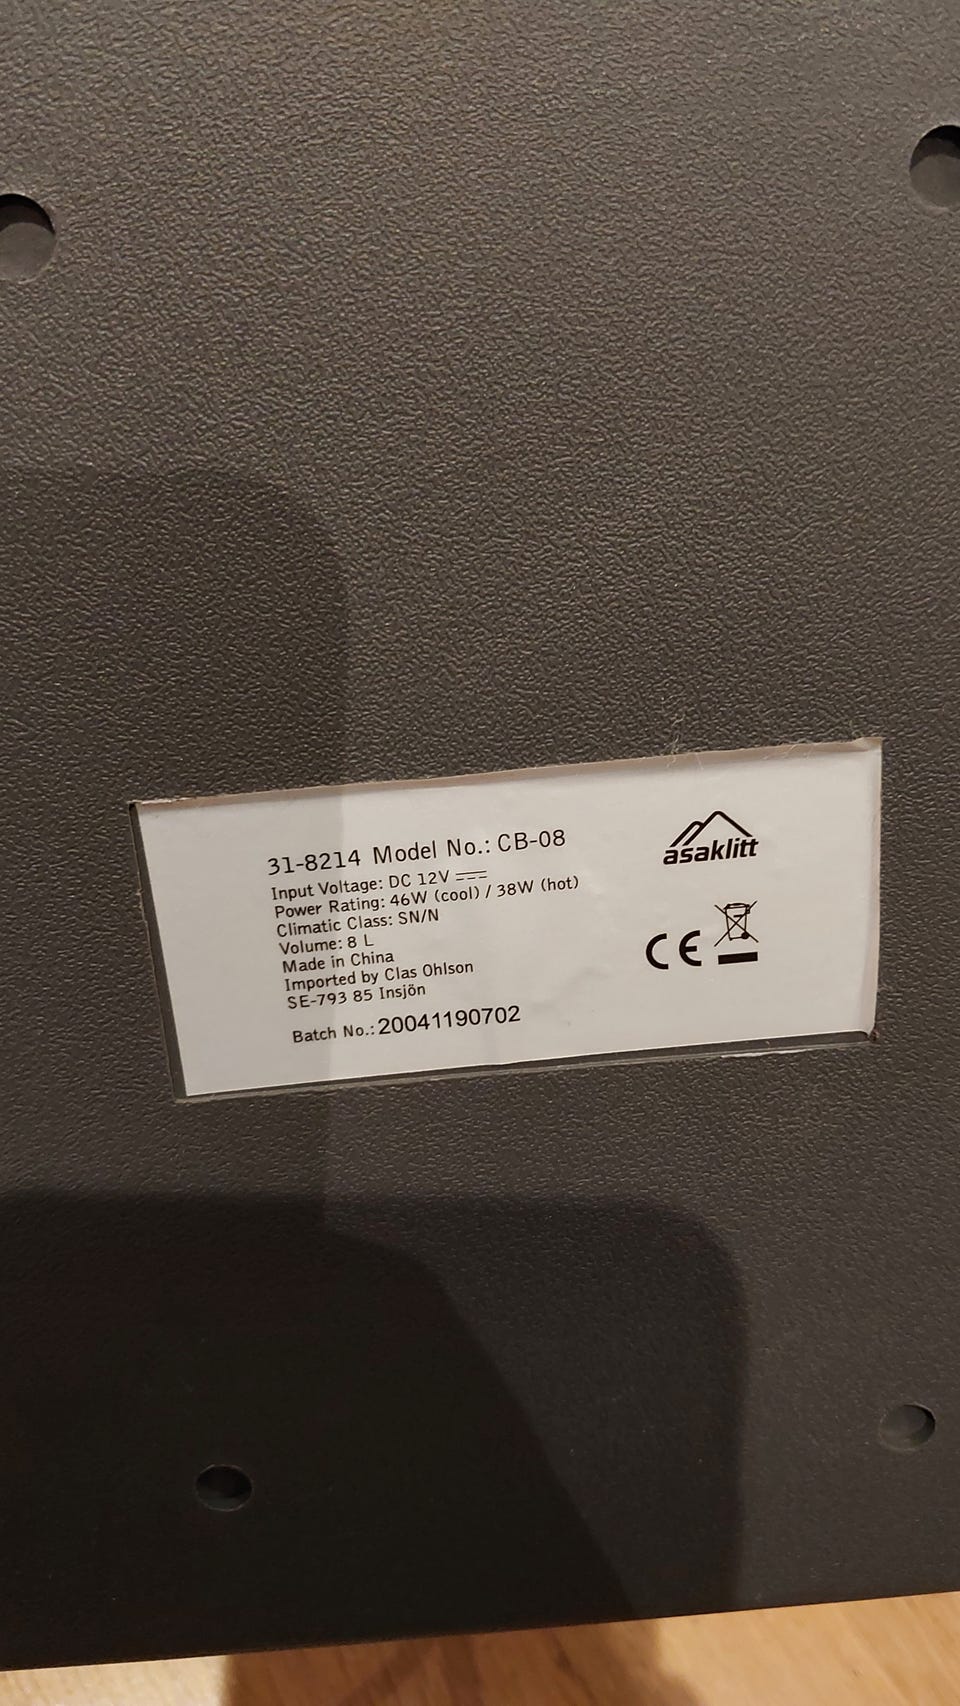 31-8214 Model No.: CB-08
Input Voltage: DC 12V ⎓
Power Rating: 46W (cool) / 38W (hot)
Climatic Class: SN/N
Volume: 8 L
Made in China
Imported by Clas Ohlson
SE-793 85 Insjön
Batch No.: 20041190702
asaklitt
CE